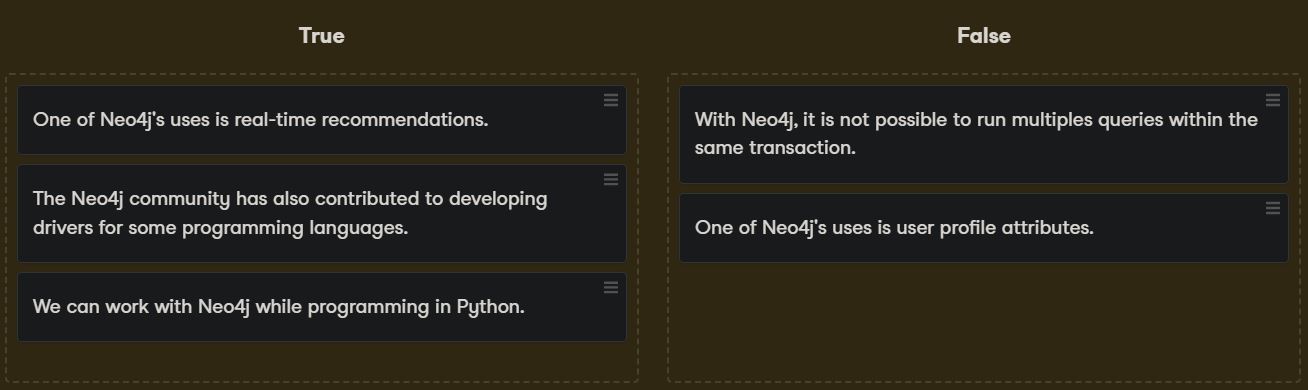 True
One of Neo4j's uses is real-time recommendations.
The Neo4j community has also contributed to developing
drivers for some programming languages.
We can work with Neo4j while programming in Python.
False
With Neo4j, it is not possible to run multiples queries within the
same transaction.
One of Neo4j's uses is user profile attributes.